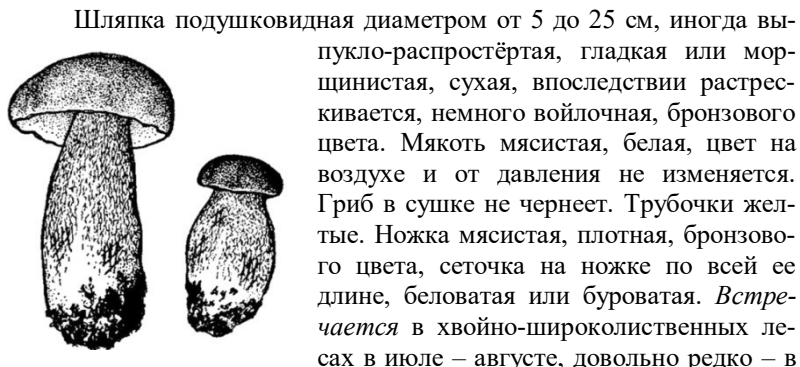 Шляпка подушковидная диаметром от 5 до 25 см, иногда вы-
пукло-распростёртая, гладкая или мор-
щинистая, сухая, впоследствии растрес-
кивается, немного войлочная, бронзового
цвета. Мякоть мясистая, белая, цвет на
воздухе и от давления не изменяется.
Гриб в сушке не чернеет. Трубочки жел-
тые. Ножка мясистая, плотная, бронзово-
го цвета, сеточка на ножке по всей ее
длине, беловатая или буроватая. Встре-
чается в хвойно-широколиственных ле-
сах в июле – августе, довольно редко – в